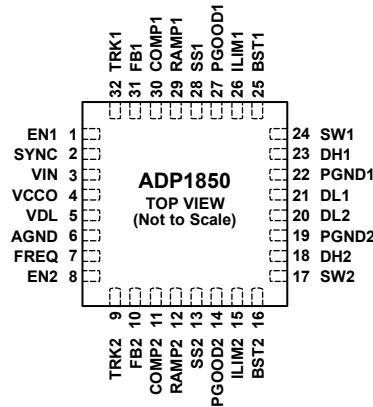 32 TRK1
31 FB1
30 COMP1
29 RAMP1
28 SS1
27 PGOOD1
26 ILIM1
25 BST1
EN1 1
SYNC 2
VIN 3
VCCO 4
VDL 5
AGND 6
FREQ 7
EN2 8
ADP1850
TOP VIEW
(Not to Scale)
24 SW1
23 DH1
22 PGND1
21 DL1
20 DL2
19 PGND2
18 DH2
17 SW2
TRK2 9
FB2 10
COMP2 11
RAMP2 12
SS2 13
PGOOD2 14
ILIM2 15
BST2 16